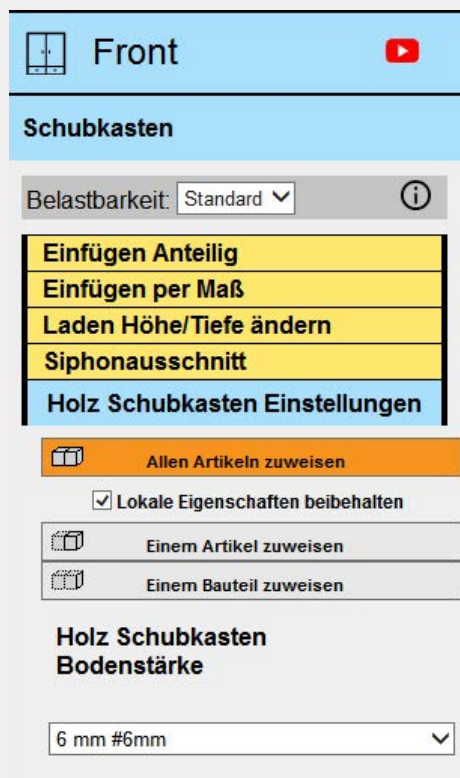 Front
Schubkasten
Belastbarkeit: Standard
Einfügen Anteilig
Einfügen per Maß
Laden Höhe/Tiefe ändern
Siphonausschnitt
Holz Schubkasten Einstellungen
Allen Artikeln zuweisen
Lokale Eigenschaften beibehalten
Einem Artikel zuweisen
Einem Bauteil zuweisen
Holz Schubkasten
Bodenstärke
6 mm #6mm